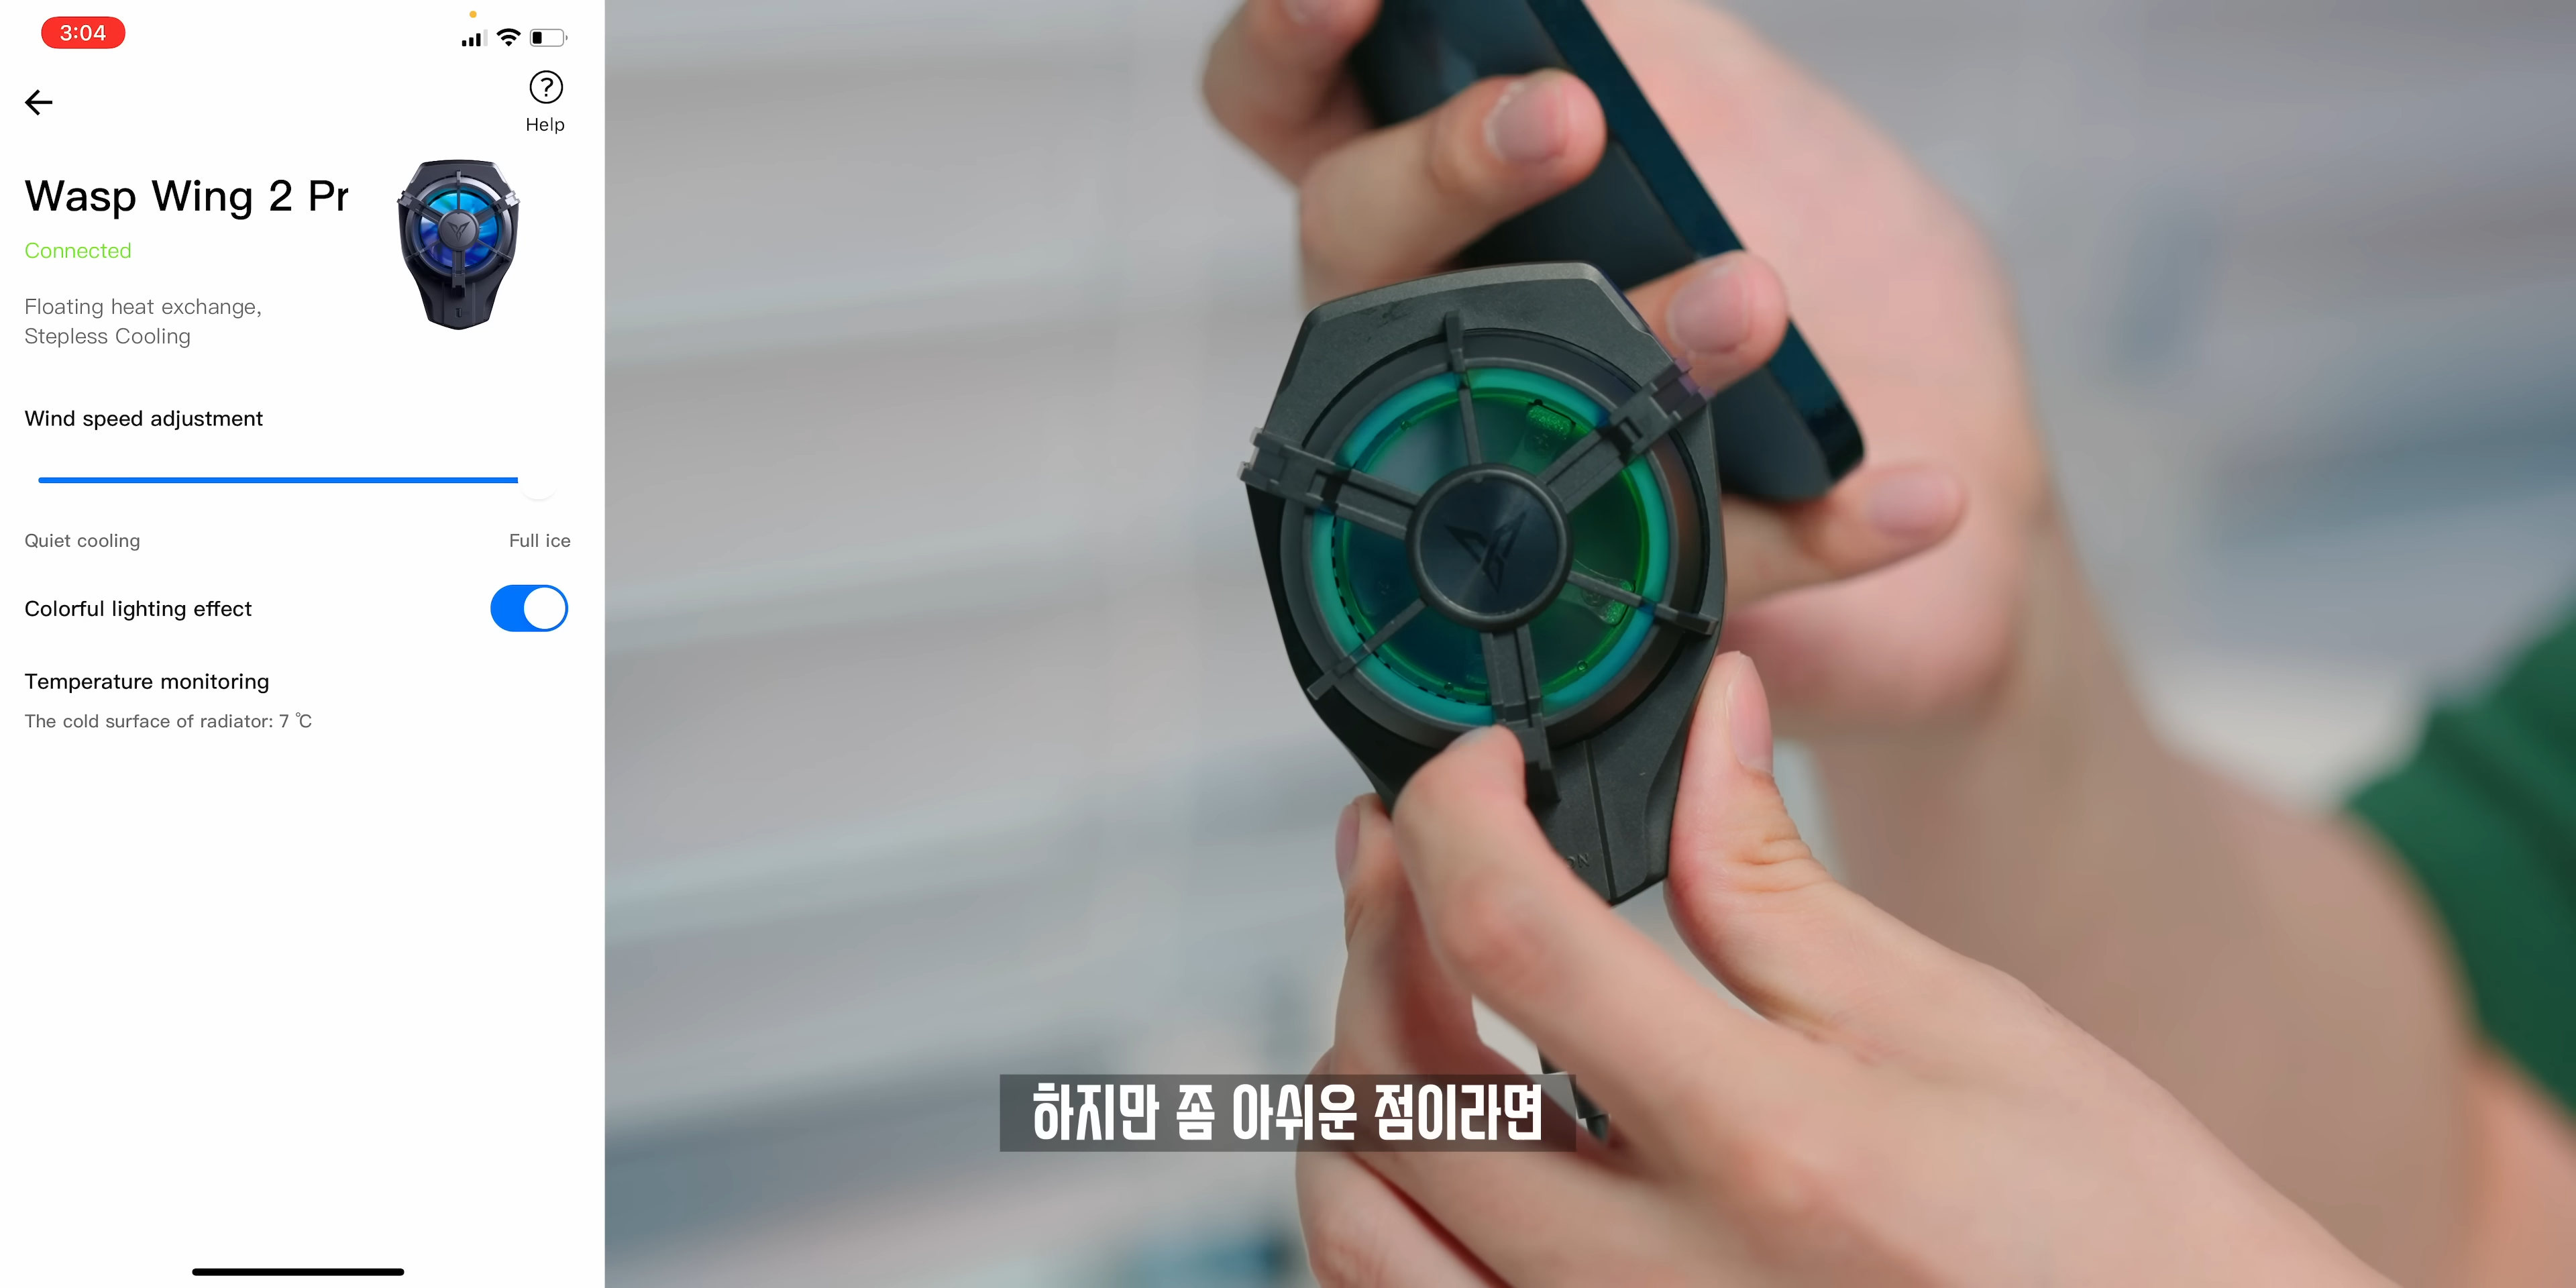 3:04
Help
Wasp Wing 2 Pr
Connected
Floating heat exchange,
Stepless Cooling
Wind speed adjustment
Quiet cooling
Full ice
Colorful lighting effect
Temperature monitoring
The cold surface of radiator: 7 ℃
하지만 좀 아쉬운 점이라면